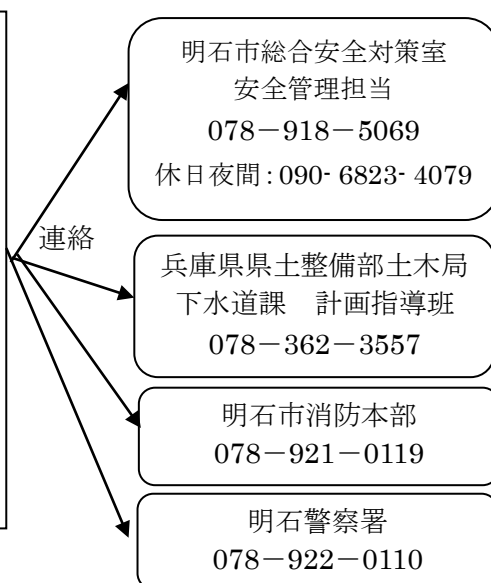 明石市総合安全対策室
安全管理担当
078－918－5069
休日夜間：090- 6823- 4079
連絡
兵庫県県土整備部土木局
下水道課　計画指導班
078－362－3557
明石市消防本部
078－921－0119
明石警察署
078－922－0110